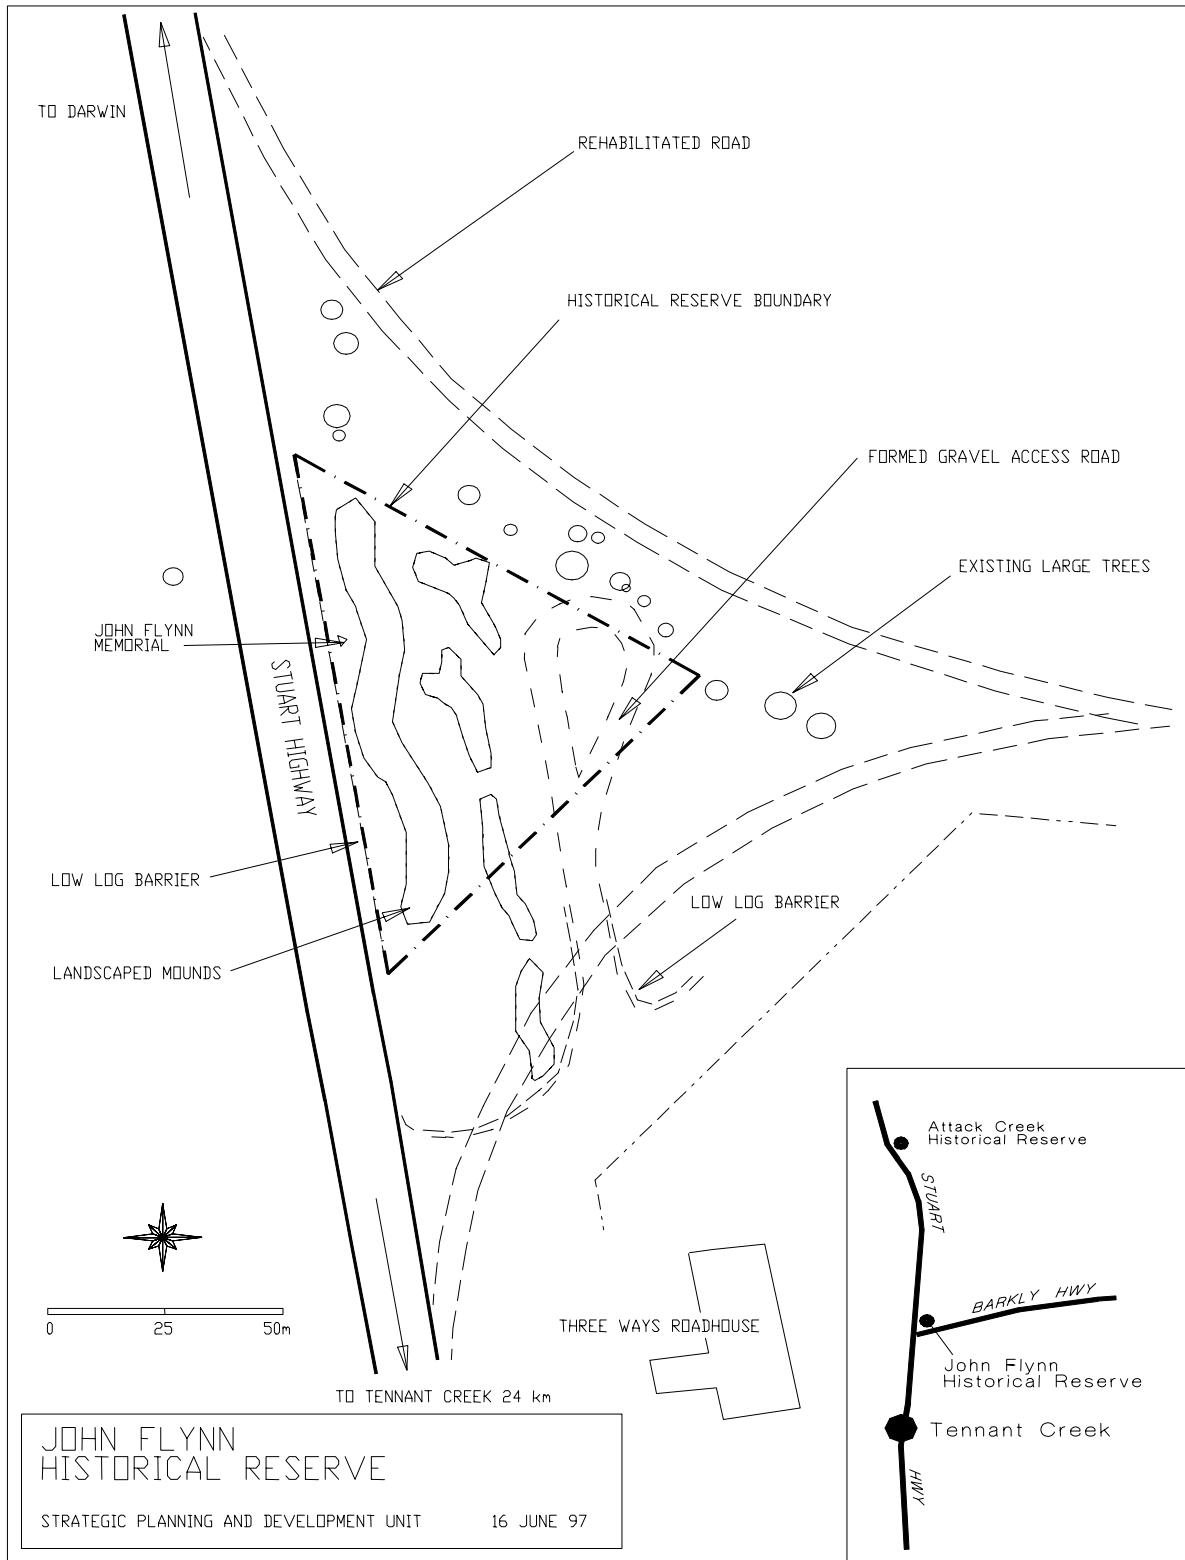 TO DARWIN
REHABILITATED ROAD
HISTORICAL RESERVE BOUNDARY
FORMED GRAVEL ACCESS ROAD
EXISTING LARGE TREES
JOHN FLYNN
MEMORIAL
STUART HIGHWAY
LOW LOG BARRIER
LOW LOG BARRIER
LANDSCAPED MOUNDS
0 25 50m
THREE WAYS ROADHOUSE
TO TENNANT CREEK 24 km
JOHN FLYNN
HISTORICAL RESERVE
STRATEGIC PLANNING AND DEVELOPMENT UNIT 16 JUNE 97
Attack Creek
Historical Reserve
STUART
BARKLY HWY
John Flynn
Historical Reserve
Tennant Creek
HWY